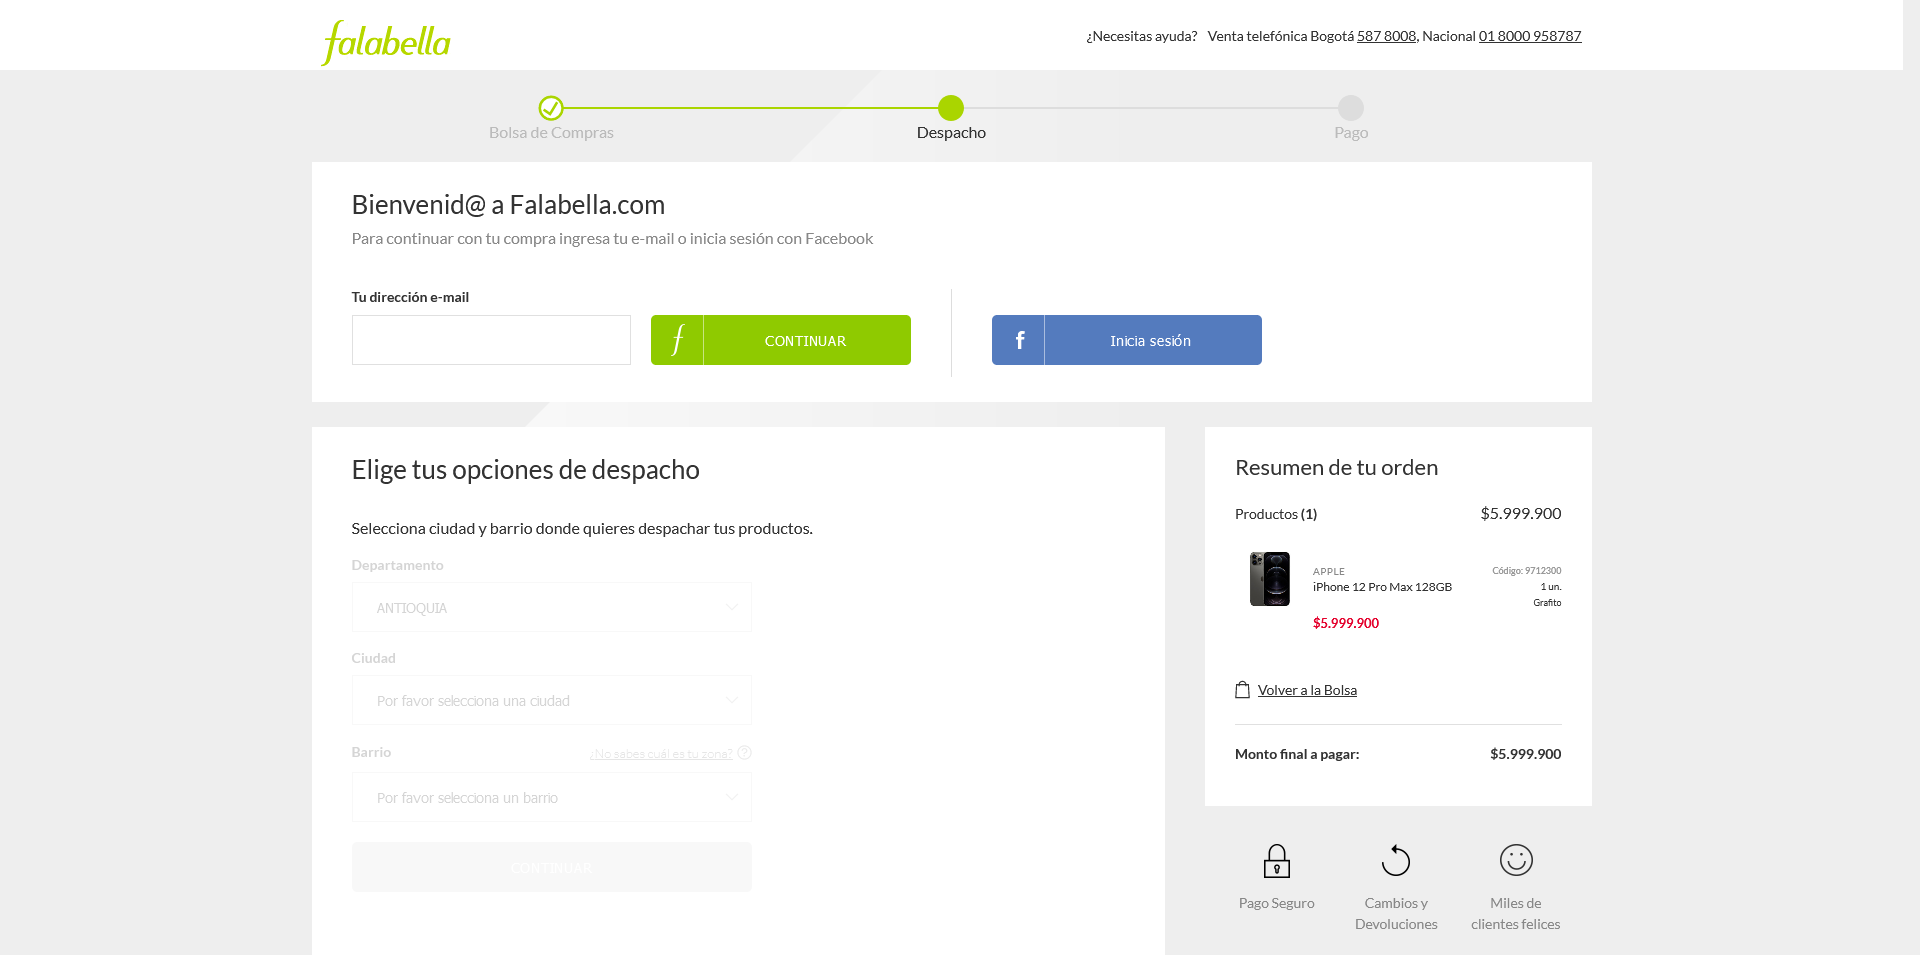 falabella
¿Necesitas ayuda? Venta telefónica Bogotá 587 8008, Nacional 01 8000 958787
Bolsa de Compras
Despacho
Pago
Bienvenid@ a Falabella.com
Para continuar con tu compra ingresa tu e-mail o inicia sesión con Facebook
Tu dirección e-mail
f CONTINUAR
f Inicia sesión
Elige tus opciones de despacho
Selecciona ciudad y barrio donde quieres despachar tus productos.
Departamento
ANTIOQUIA
Ciudad
Por favor selecciona una ciudad
Barrio ¿No sabes cuál es tu zona? ?
Por favor selecciona un barrio
CONTINUAR
Resumen de tu orden
Productos (1) $5.999.900
APPLE Código: 9712300
iPhone 12 Pro Max 128GB 1 un.
Grafito
$5.999.900
Volver a la Bolsa
Monto final a pagar: $5.999.900
Pago Seguro
Cambios y
Devoluciones
Miles de
clientes felices